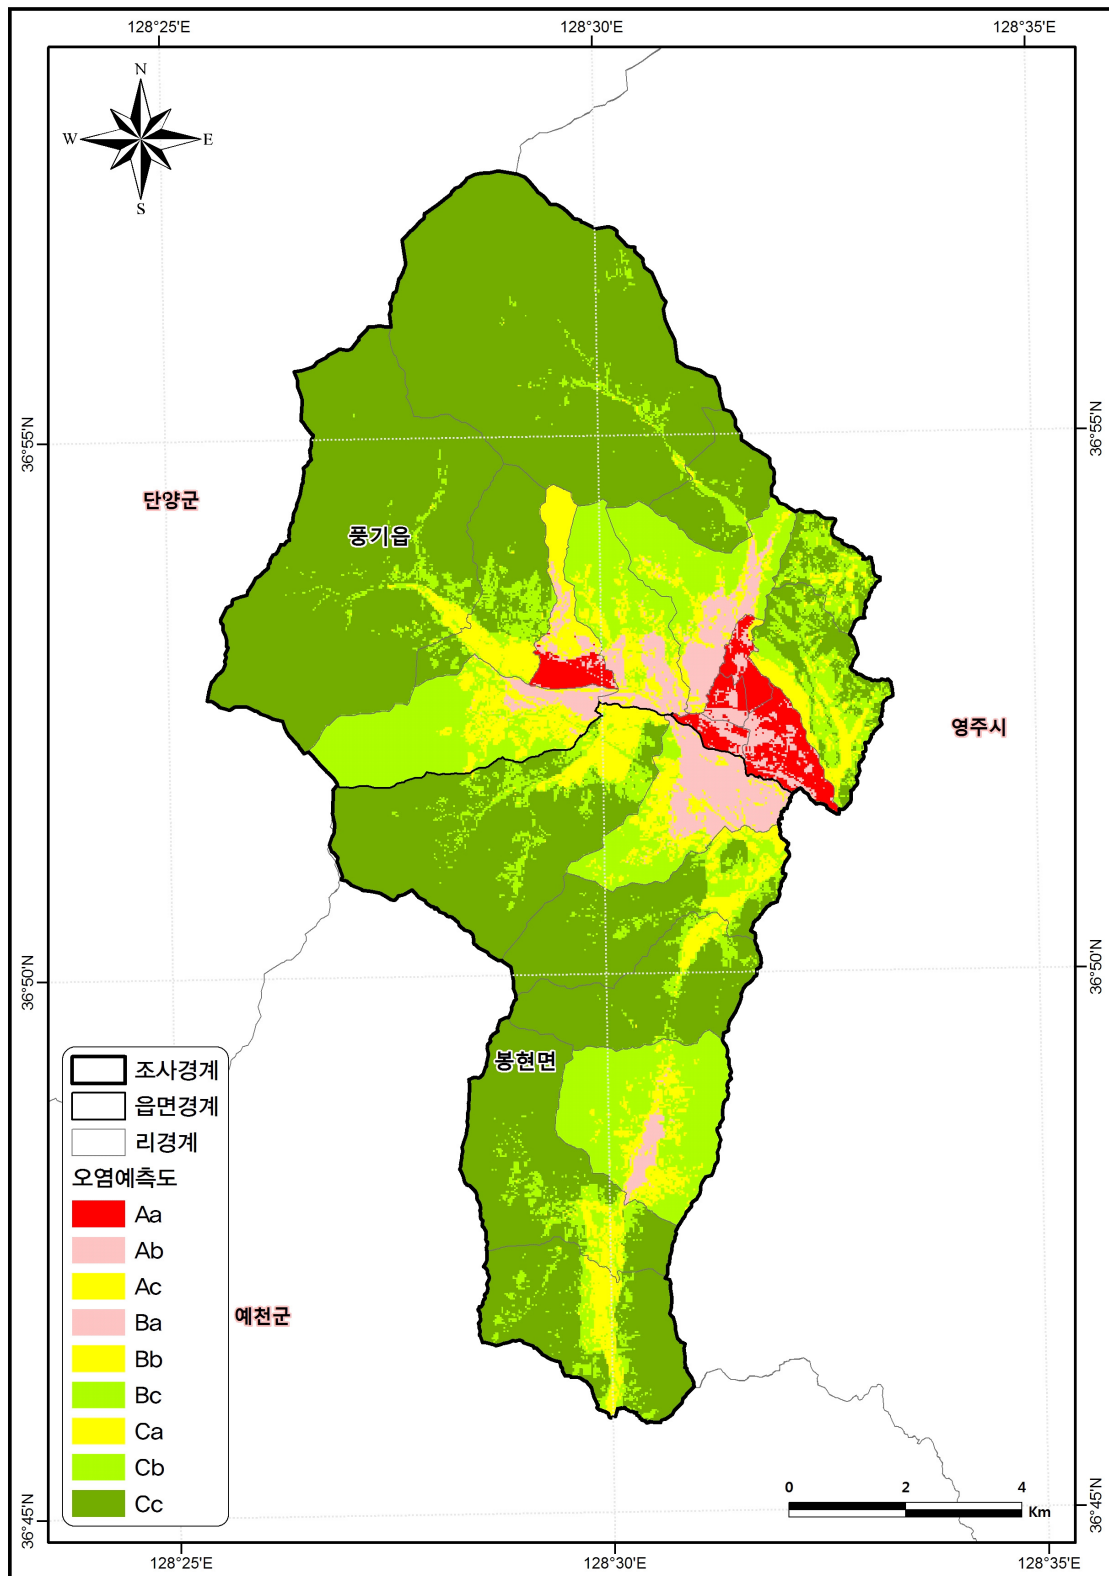 128°25'E
128°30'E
128°35'E
N
W
E
S
36°55'N
36°55'N
단양군
풍기읍
영주시
36°50'N
36°50'N
봉현면
조사경계
읍면경계
리경계
오염예측도
Aa
Ab
Ac
Ba
Bb
Bc
Ca
Cb
Cc
예천군
0
2
4
Km
36°45'N
36°45'N
128°25'E
128°30'E
128°35'E